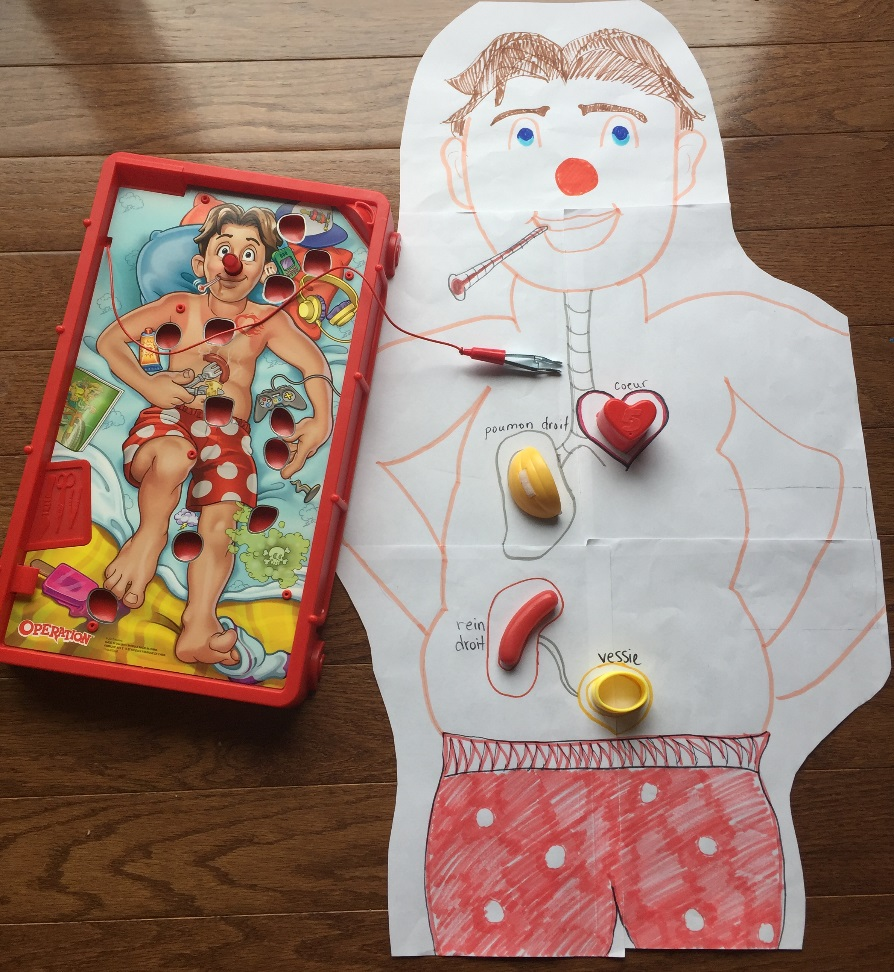 coeur
poumon droit
rein
droit
vessie
OPERATION